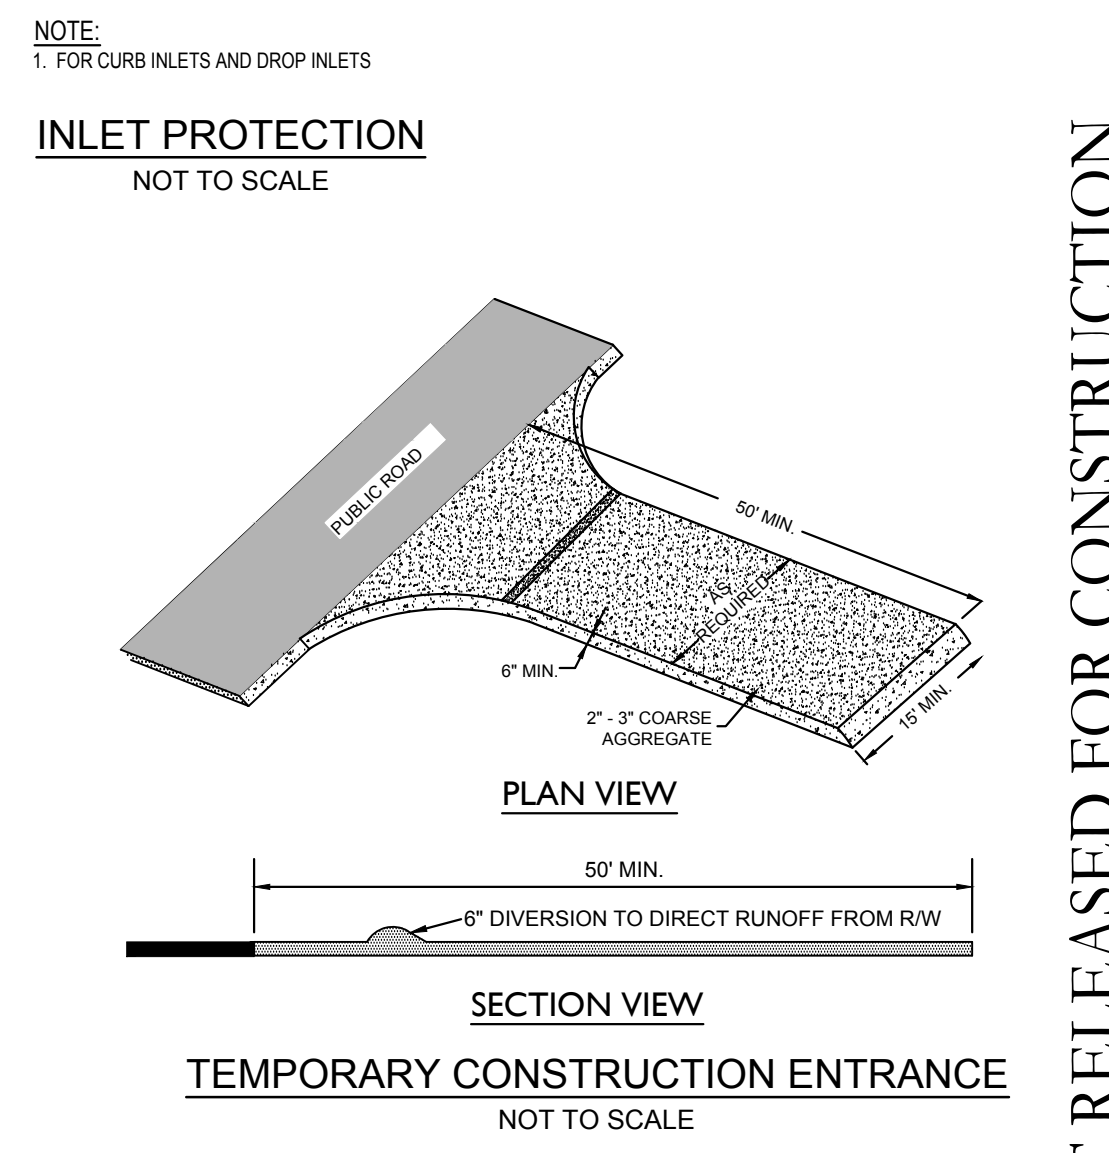 NOTE:
1. FOR CURB INLETS AND DROP INLETS
INLET PROTECTION
NOT TO SCALE
PUBLIC ROAD
50' MIN.
AS
REQUIRED
6" MIN.
2" - 3" COARSE
AGGREGATE
15' MIN.
PLAN VIEW
50' MIN.
6" DIVERSION TO DIRECT RUNOFF FROM R/W
SECTION VIEW
TEMPORARY CONSTRUCTION ENTRANCE
NOT TO SCALE
RELEASED FOR CONSTRUCTION